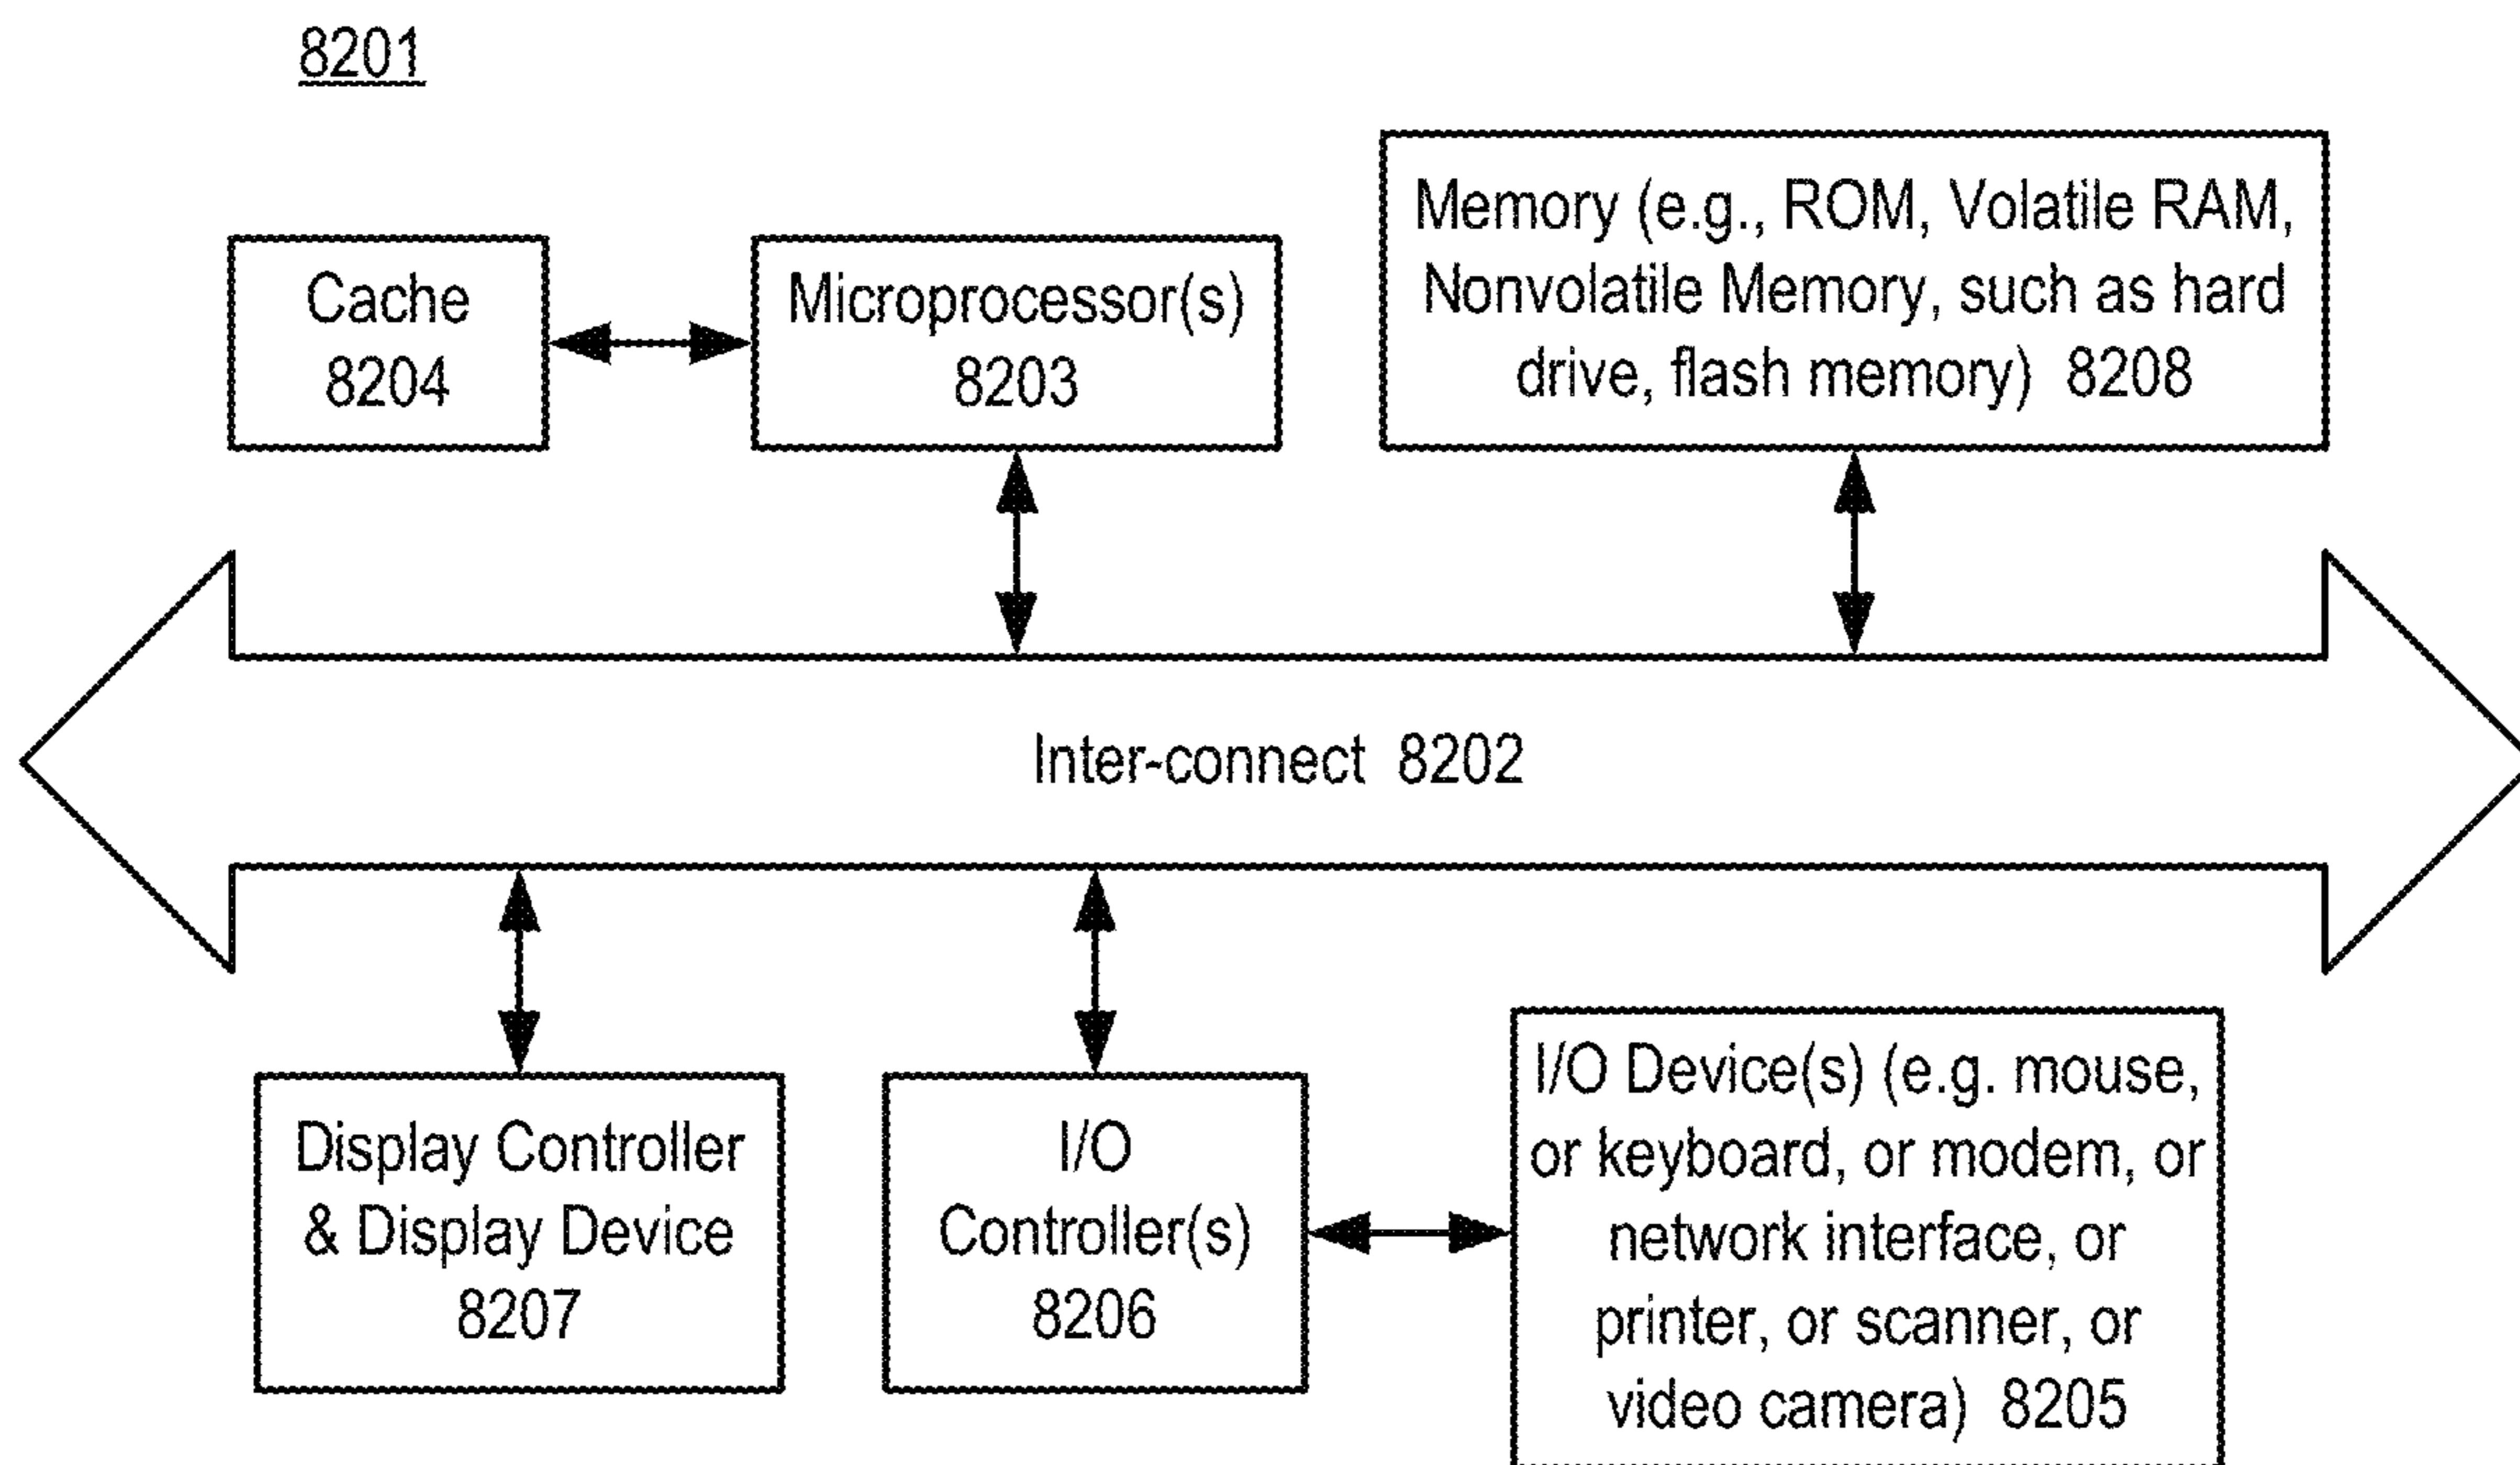 8201
Cache
8204
Microprocessor(s)
8203
Memory (e.g., ROM, Volatile RAM,
Nonvolatile Memory, such as hard
drive, flash memory) 8208
Inter-connect 8202
Display Controller
& Display Device
8207
I/O
Controller(s)
8206
I/O Device(s) (e.g. mouse,
or keyboard, or modem, or
network interface, or
printer, or scanner, or
video camera) 8205